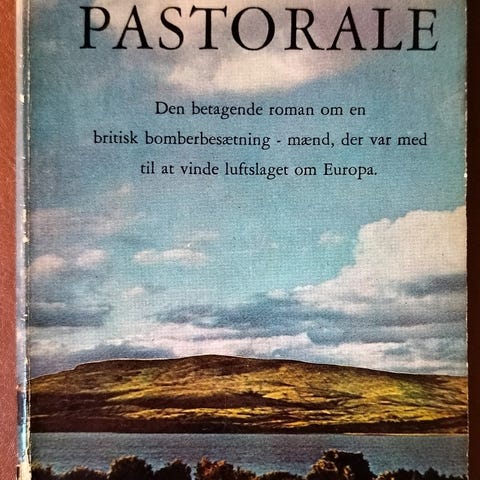 PASTORALE
Den betagende roman om en
britisk bomberbesætning - mænd, der var med
til at vinde luftslaget om Europa.